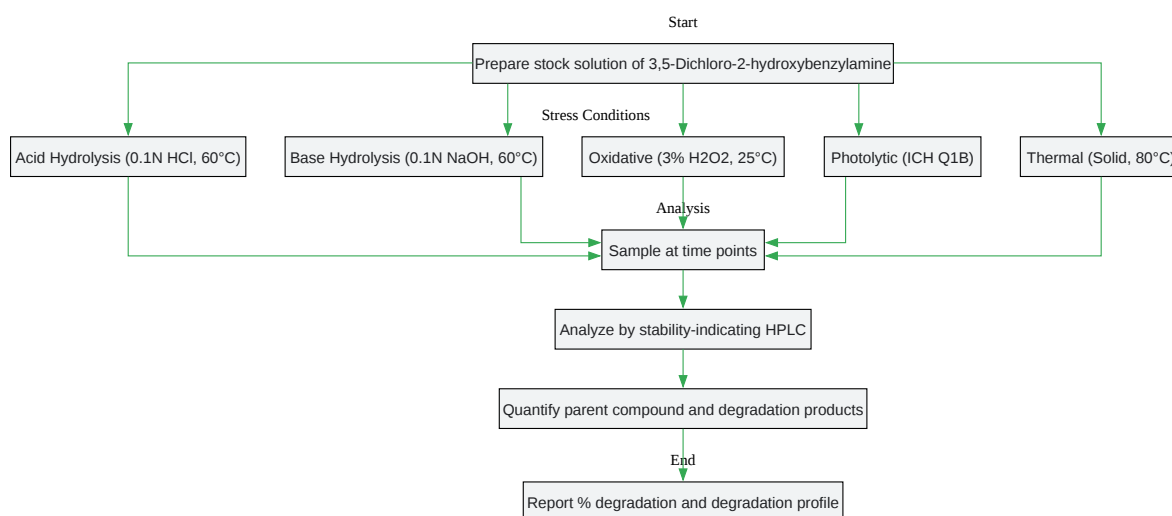 Start
Prepare stock solution of 3,5-Dichloro-2-hydroxybenzylamine
Stress Conditions
Acid Hydrolysis (0.1N HCl, 60°C)
Base Hydrolysis (0.1N NaOH, 60°C)
Oxidative (3% H2O2, 25°C)
Photolytic (ICH Q1B)
Thermal (Solid, 80°C)
Analysis
Sample at time points
Analyze by stability-indicating HPLC
Quantify parent compound and degradation products
End
Report % degradation and degradation profile